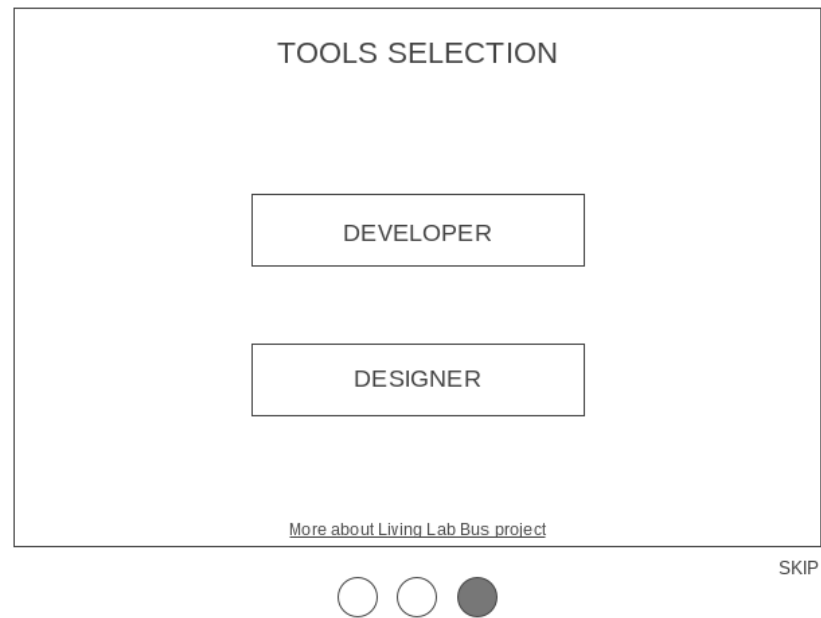 TOOLS SELECTION
DEVELOPER
DESIGNER
More about Living Lab Bus project
SKIP